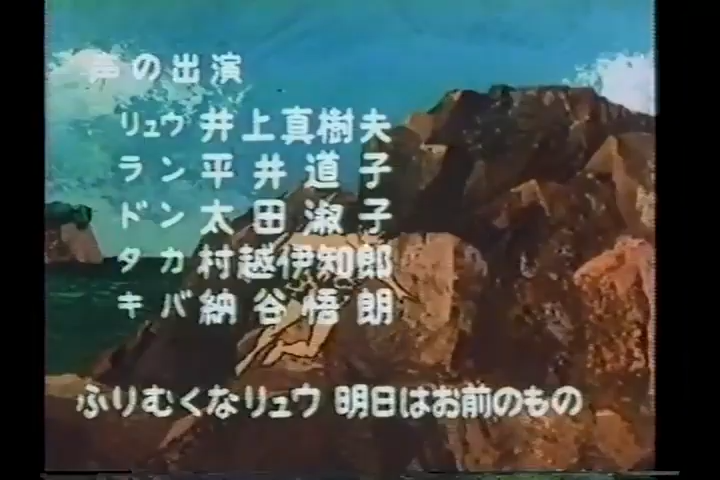 声の出演
リュウ 井上真樹夫
ラン 平井道子
ドン 太田淑子
タカ 村越伊知郎
キバ 納谷悟朗
ふりむくなリュウ 明日はお前のもの